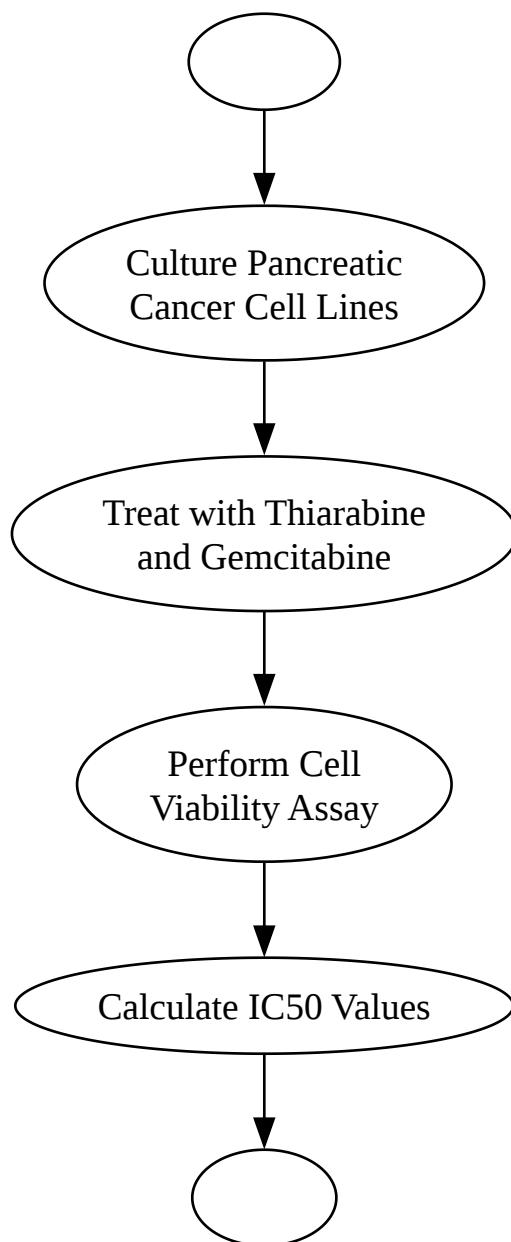 Culture Pancreatic
Cancer Cell Lines
Treat with Thiarabine
and Gemcitabine
Perform Cell
Viability Assay
Calculate IC50 Values